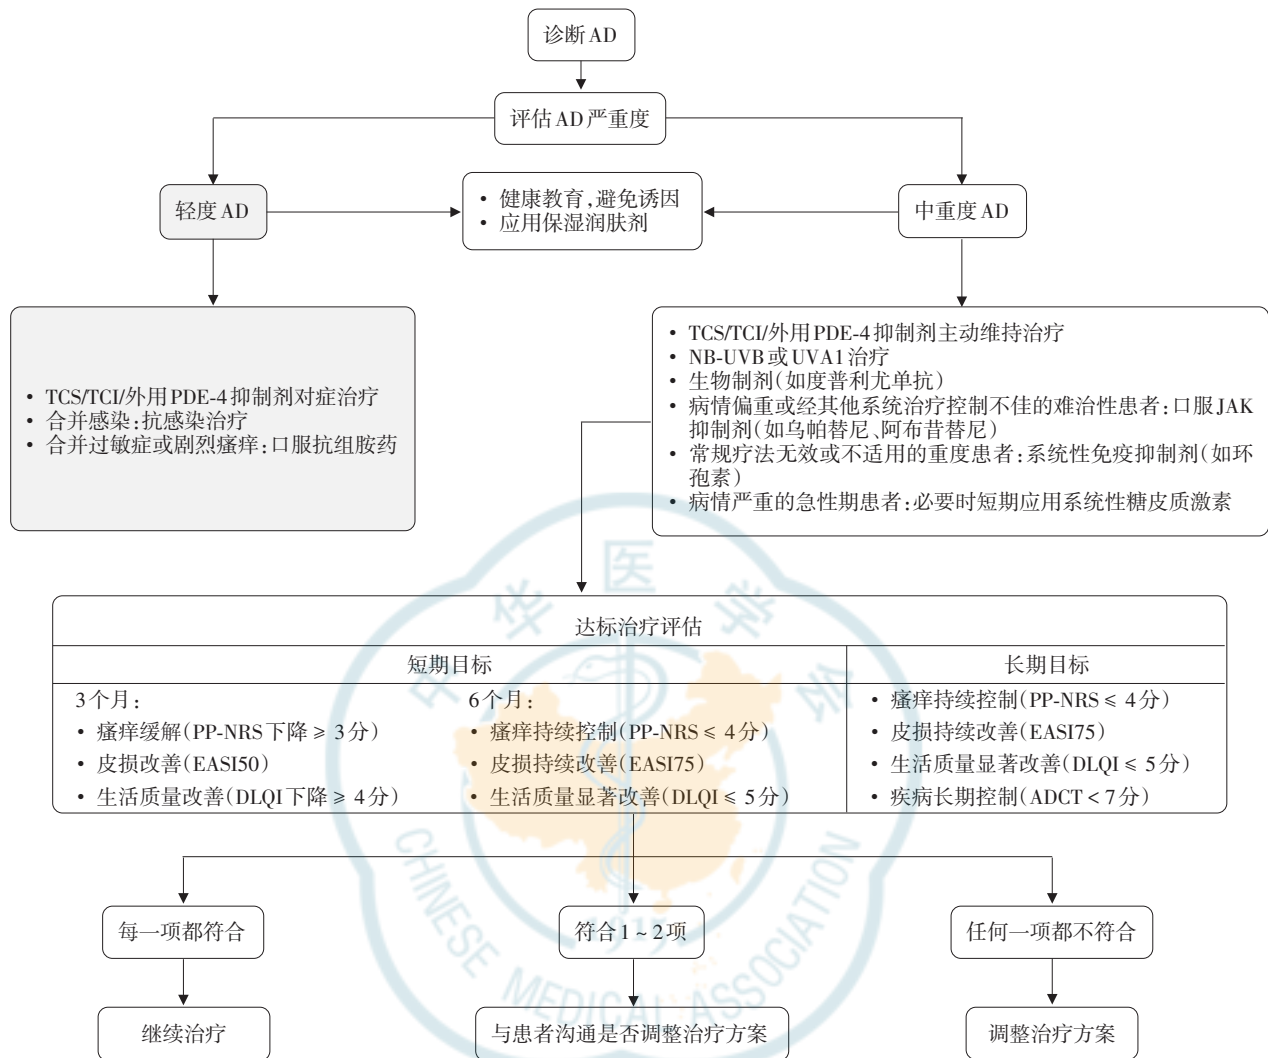 诊断AD
评估AD严重度
轻度AD
• 健康教育,避免诱因
• 应用保湿润肤剂
中重度AD
• TCS/TCI/外用PDE-4抑制剂对症治疗
• 合并感染:抗感染治疗
• 合并过敏症或剧烈瘙痒:口服抗组胺药
• TCS/TCI/外用PDE-4抑制剂主动维持治疗
• NB-UVB或UVA1治疗
• 生物制剂(如度普利尤单抗)
• 病情偏重或经其他系统治疗控制不佳的难治性患者:口服JAK
抑制剂(如乌帕替尼、阿布昔替尼)
• 常规疗法无效或不适用的重度患者:系统性免疫抑制剂(如环
孢素)
• 病情严重的急性期患者:必要时短期应用系统性糖皮质激素
达标治疗评估
短期目标
长期目标
3个月:
• 瘙痒缓解(PP-NRS下降≥3分)
• 皮损改善(EASI50)
• 生活质量改善(DLQI下降≥4分)
6个月:
• 瘙痒持续控制(PP-NRS≤4分)
• 皮损持续改善(EASI75)
• 生活质量显著改善(DLQI≤5分)
• 瘙痒持续控制(PP-NRS≤4分)
• 皮损持续改善(EASI75)
• 生活质量显著改善(DLQI≤5分)
• 疾病长期控制(ADCT<7分)
每一项都符合
符合1~2项
任何一项都不符合
继续治疗
与患者沟通是否调整治疗方案
调整治疗方案
中华医学会
1915
CHINESE MEDICAL ASSOCIATION